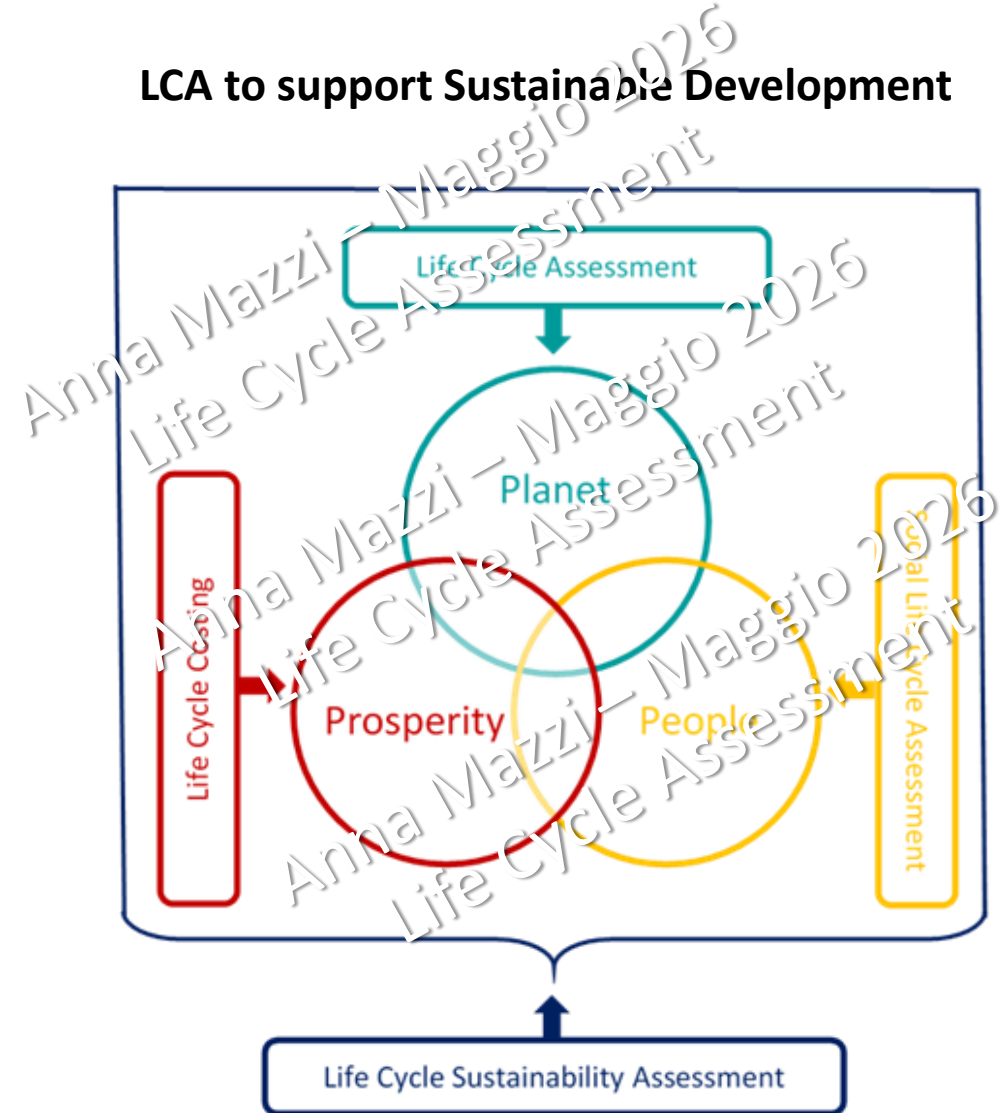 LCA to support Sustainable Development
Life Cycle Assessment
Planet
Life Cycle Costing
Prosperity
People
Social Life Cycle Assessment
Life Cycle Sustainability Assessment
Anna Mazzi – Maggio 2026
Life Cycle Assessment
Anna Mazzi – Maggio 2026
Life Cycle Assessment
Anna Mazzi – Maggio 2026
Life Cycle Assessment